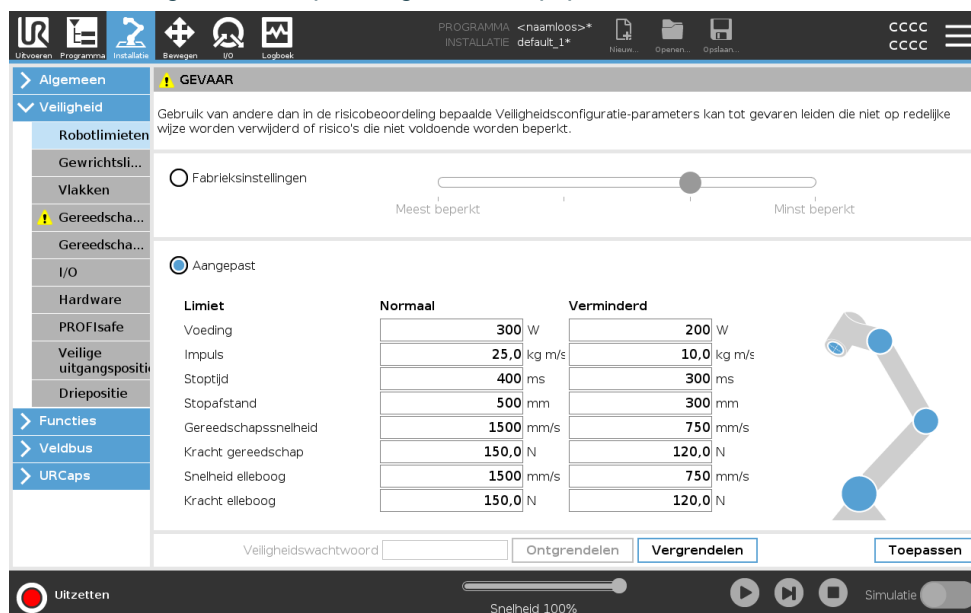 PROGRAMMA <naamloos>*
INSTALLATIE default_1*
Uitvoeren Programma Installatie Bewegen I/O Logboek Nieuw... Openen... Opslaan...
CCCC
CCCC
Algemeen
Veiligheid
Robotlimieten
Gewrichtsli...
Vlakken
Gereedscha...
Gereedscha...
I/O
Hardware
PROFIsafe
Veilige
uitgangspositi
Driepositie
Functies
Veldbus
URCaps
GEVAAR
Gebruik van andere dan in de risicobeoordeling bepaalde Veiligheidsconfiguratie-parameters kan tot gevaren leiden die niet op redelijke
wijze worden verwijderd of risico's die niet voldoende worden beperkt.
Fabrieksinstellingen
Meest beperkt Minst beperkt
Aangepast
Limiet Normaal Verminderd
Voeding 300 W 200 W
Impuls 25,0 kg m/s 10,0 kg m/s
Stoptijd 400 ms 300 ms
Stopafstand 500 mm 300 mm
Gereedschapssnelheid 1500 mm/s 750 mm/s
Kracht gereedschap 150,0 N 120,0 N
Snelheid elleboog 1500 mm/s 750 mm/s
Kracht elleboog 150,0 N 120,0 N
Veiligheidswachtwoord Ontgrendelen Vergrendelen Toepassen
Uitzetten
Snelheid 100%
Simulatie